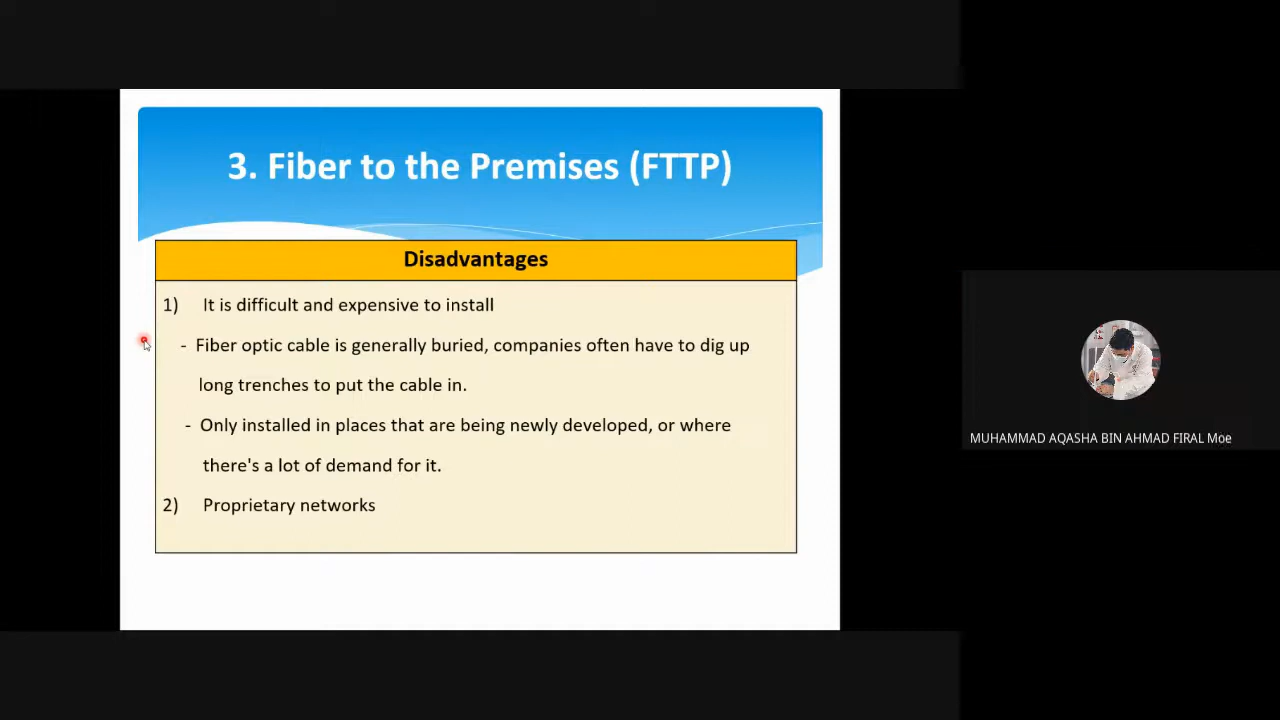 3. Fiber to the Premises (FTTP)
Disadvantages
1) It is difficult and expensive to install
- Fiber optic cable is generally buried, companies often have to dig up
long trenches to put the cable in.
- Only installed in places that are being newly developed, or where
there's a lot of demand for it.
2) Proprietary networks
MUHAMMAD AQASHA BIN AHMAD FIRAL Moe